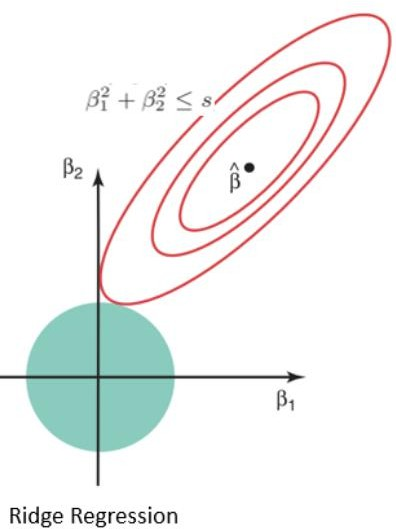 β₁² + β₂² ≤ s
β₂
β̂
β₁
Ridge Regression